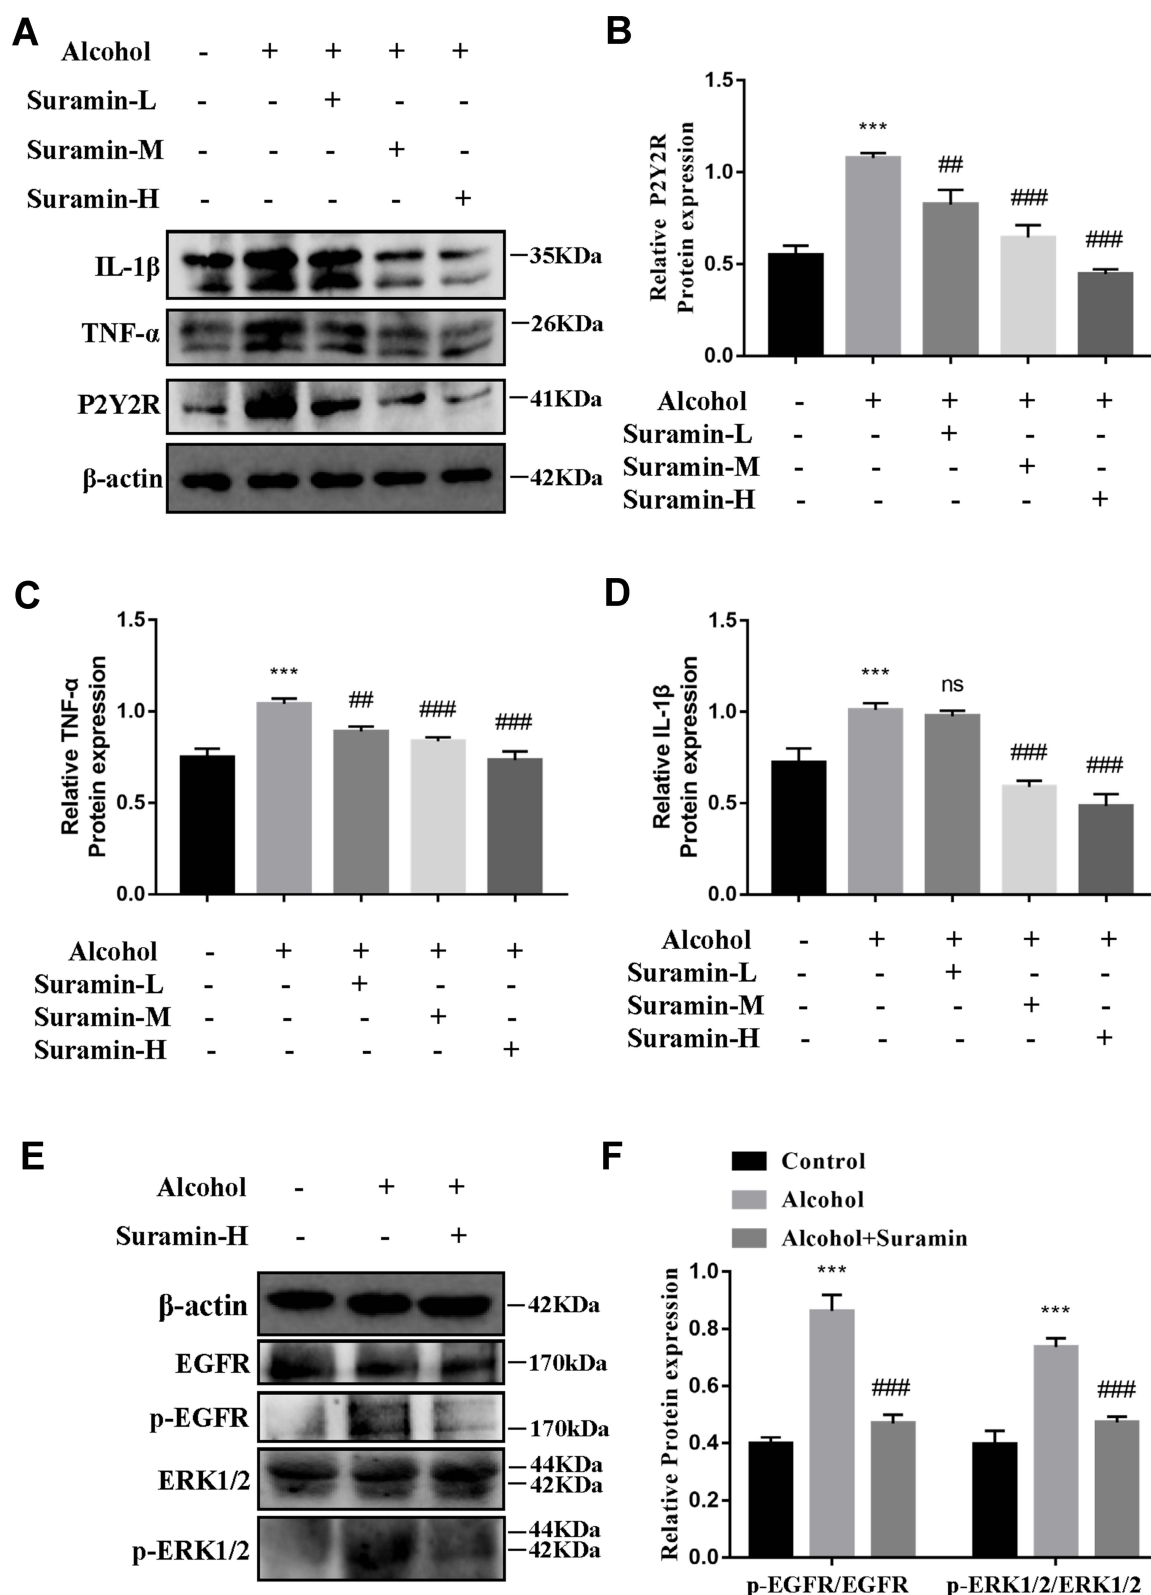 A
Alcohol - + + + +
Suramin-L - - + - -
Suramin-M - - - + -
Suramin-H - - - - +
IL-1β 35KDa
TNF-α 26KDa
P2Y2R 41KDa
β-actin 42KDa
B
Relative P2Y2R
Protein expression
1.5
1.0
0.5
0.0
***
##
###
###
Alcohol - + + + +
Suramin-L - - + - -
Suramin-M - - - + -
Suramin-H - - - - +
C
Relative TNF-α
Protein expression
1.5
1.0
0.5
0.0
***
##
###
###
Alcohol - + + + +
Suramin-L - - + - -
Suramin-M - - - + -
Suramin-H - - - - +
D
Relative IL-1β
Protein expression
1.5
1.0
0.5
0.0
***
ns
###
###
Alcohol - + + + +
Suramin-L - - + - -
Suramin-M - - - + -
Suramin-H - - - - +
E
Alcohol - + +
Suramin-H - - +
β-actin 42KDa
EGFR 170kDa
p-EGFR 170kDa
ERK1/2 44KDa
42KDa
p-ERK1/2 44KDa
42KDa
F
Control
Alcohol
Alcohol+Suramin
Relative Protein expression
1.0
0.8
0.6
0.4
0.2
0.0
***
###
***
###
p-EGFR/EGFR p-ERK1/2/ERK1/2